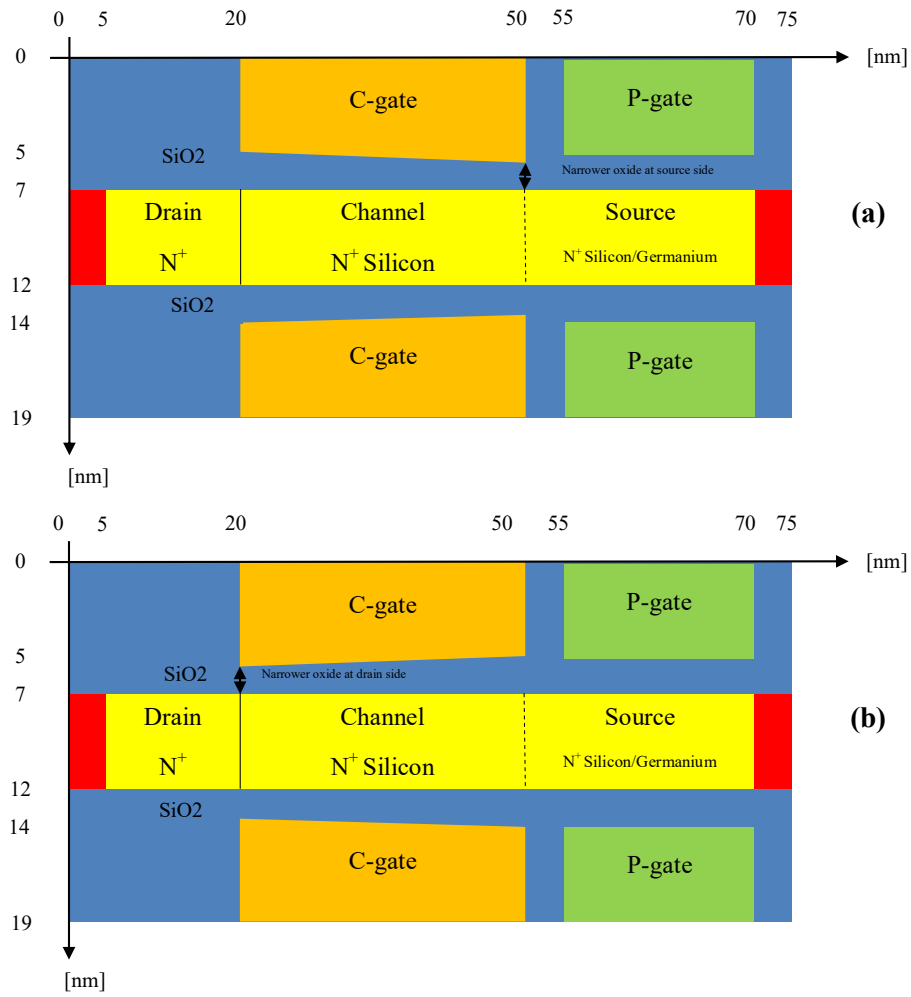 0 5 20 50 55 70 75
0 [nm]
C-gate P-gate
5 SiO2 Narrower oxide at source side
7
Drain Channel Source (a)
N+ N+ Silicon N+ Silicon/Germanium
12
SiO2
14
C-gate P-gate
19
[nm]
0 5 20 50 55 70 75
0 [nm]
C-gate P-gate
5
SiO2 Narrower oxide at drain side
7
Drain Channel Source (b)
N+ N+ Silicon N+ Silicon/Germanium
12
SiO2
14
C-gate P-gate
19
[nm]